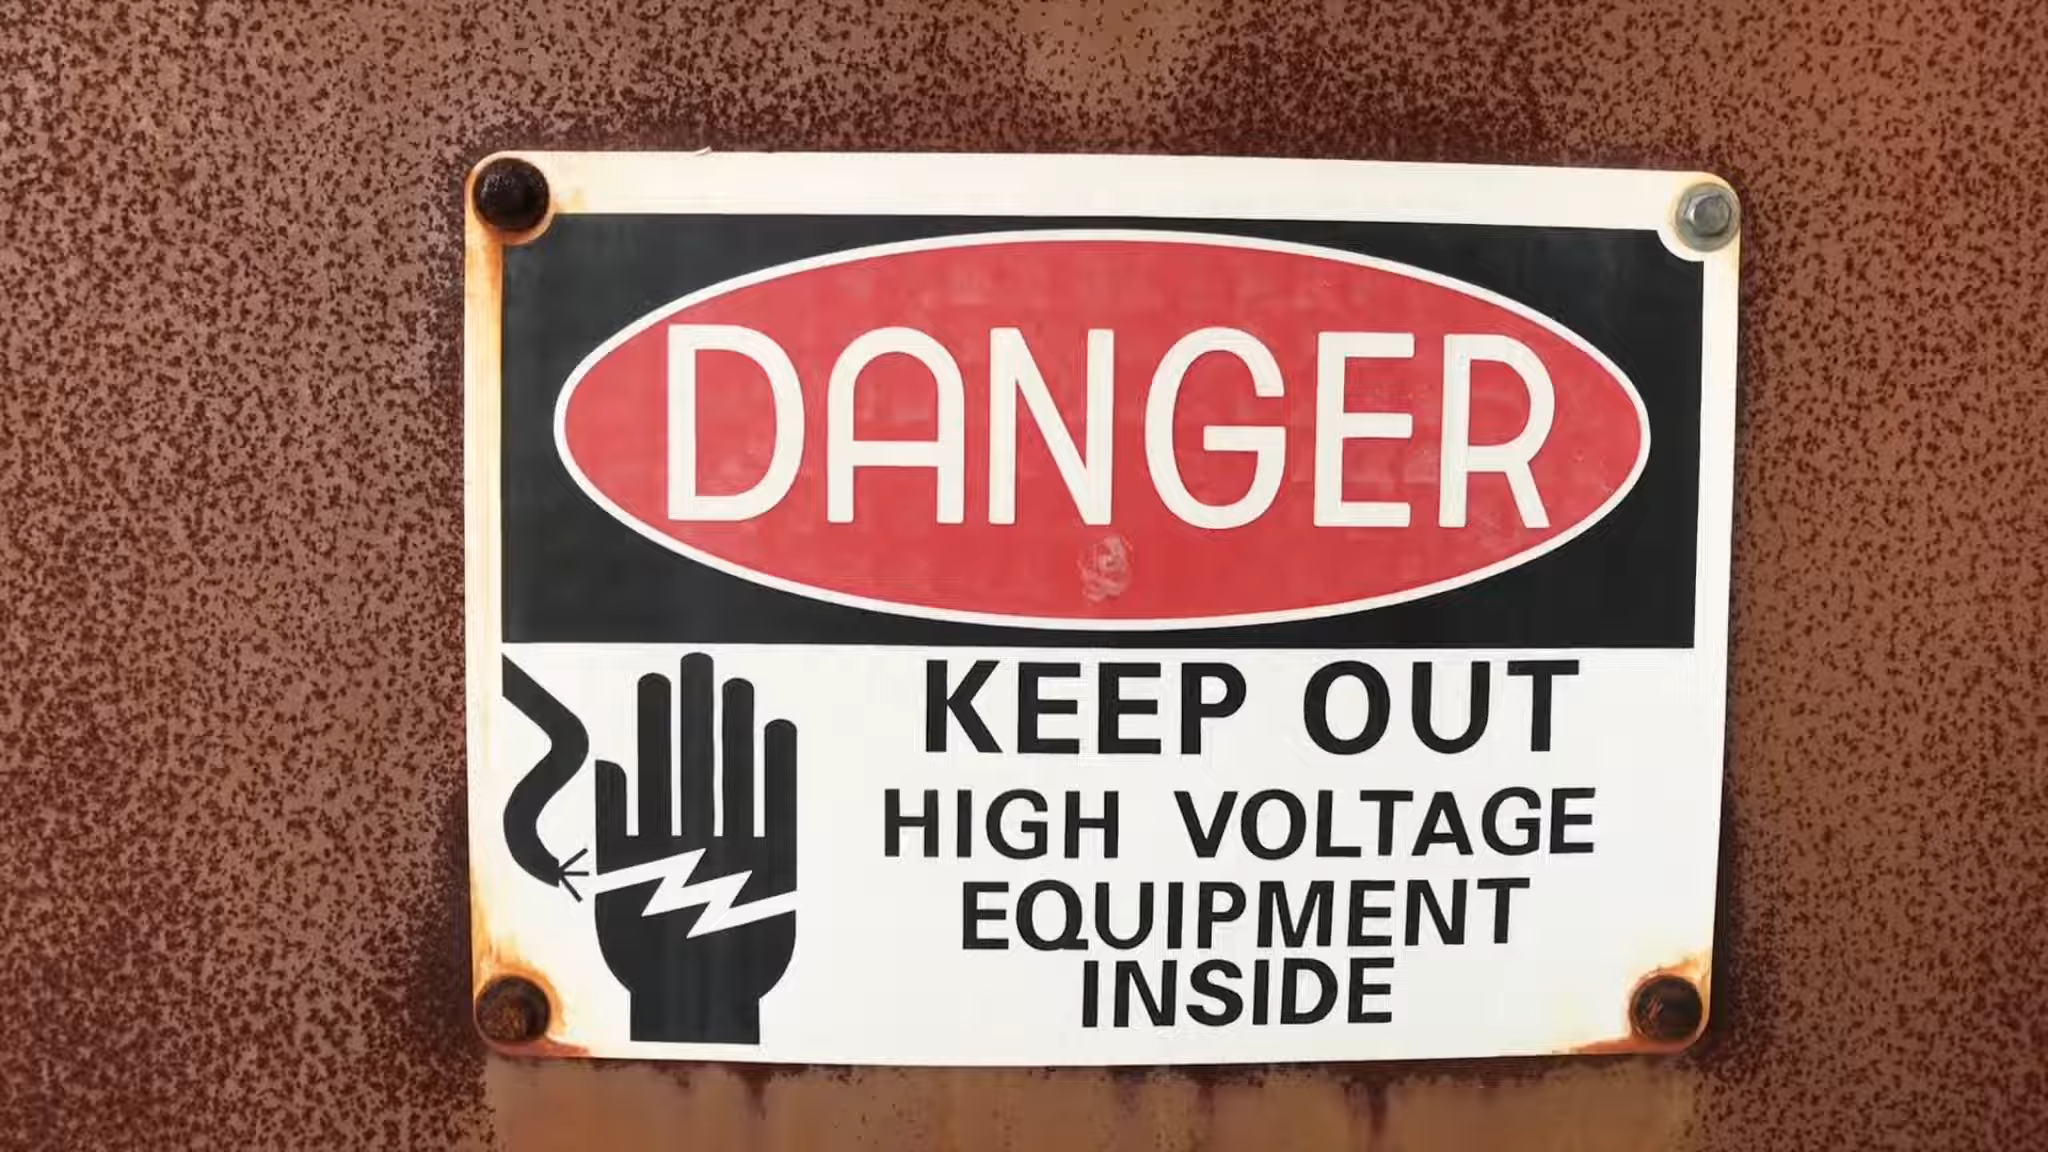 DANGER
KEEP OUT
HIGH VOLTAGE
EQUIPMENT
INSIDE